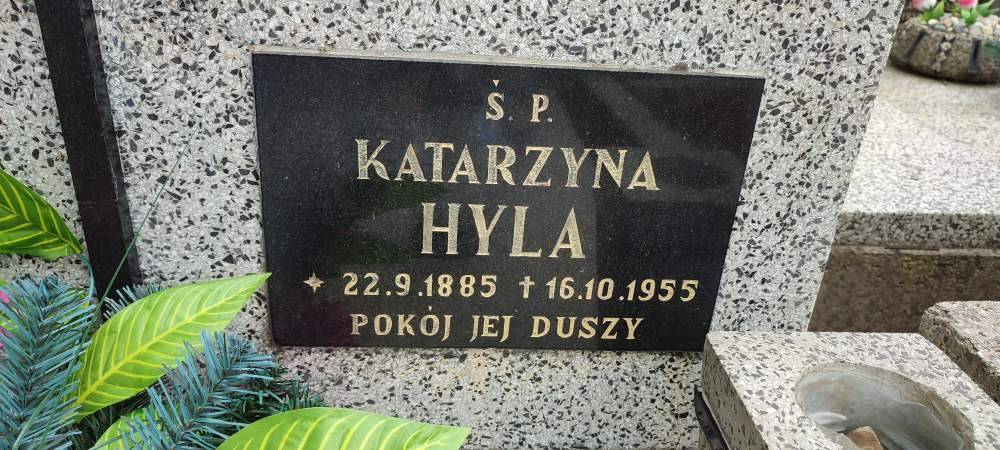 Ś. P.
KATARZYNA
HYLA
* 22.9.1885 † 16.10.1955
POKÓJ JEJ DUSZY